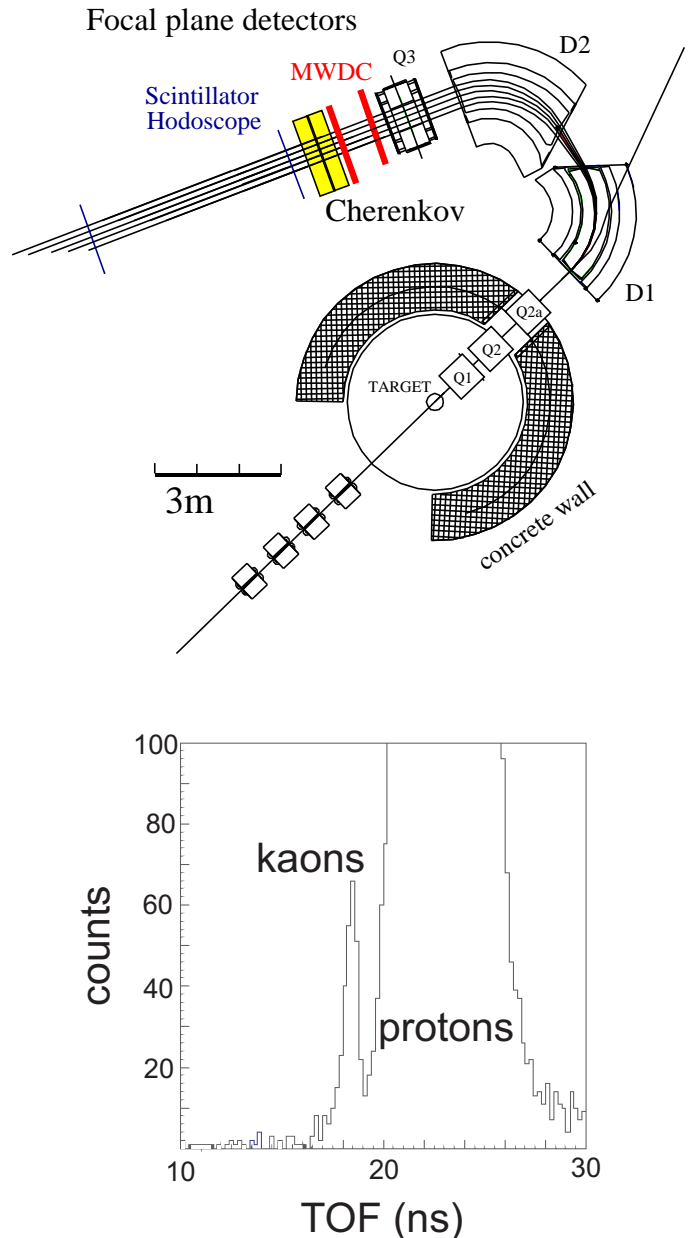 Focal plane detectors
D2
Q3
MWDC
Scintillator
Hodoscope
Cherenkov
D1
Q2a
Q2
Q1
TARGET
3m
concrete wall
100
80
60
40
20
kaons
protons
counts
10
20
30
TOF (ns)